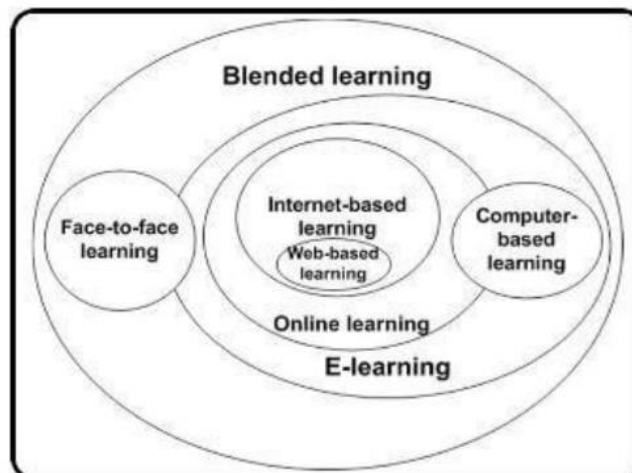 Blended learning
Face-to-face
learning
Internet-based
learning
Web-based
learning
Computer-
based
learning
Online learning
E-learning